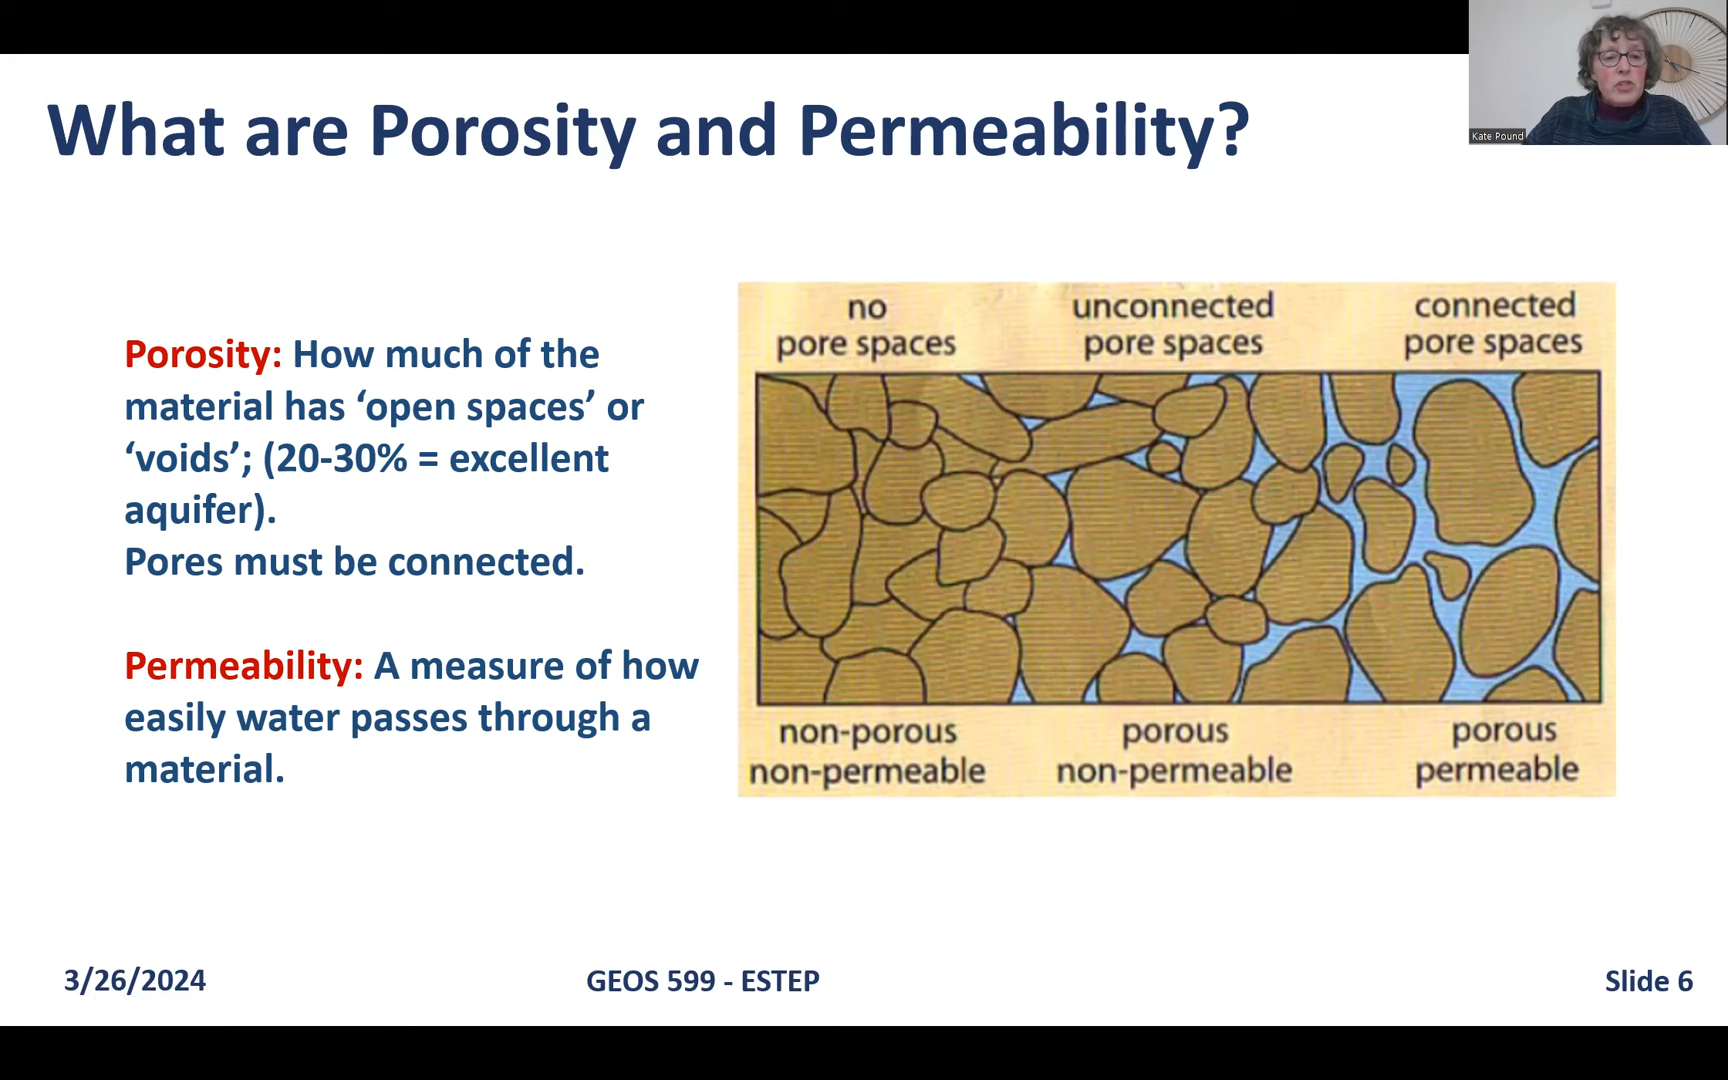 What are Porosity and Permeability?
Kate Pound
Porosity: How much of the
material has ‘open spaces’ or
‘voids’; (20-30% = excellent
aquifer).
Pores must be connected.
Permeability: A measure of how
easily water passes through a
material.
no
pore spaces
unconnected
pore spaces
connected
pore spaces
non-porous
non-permeable
porous
non-permeable
porous
permeable
3/26/2024
GEOS 599 - ESTEP
Slide 6